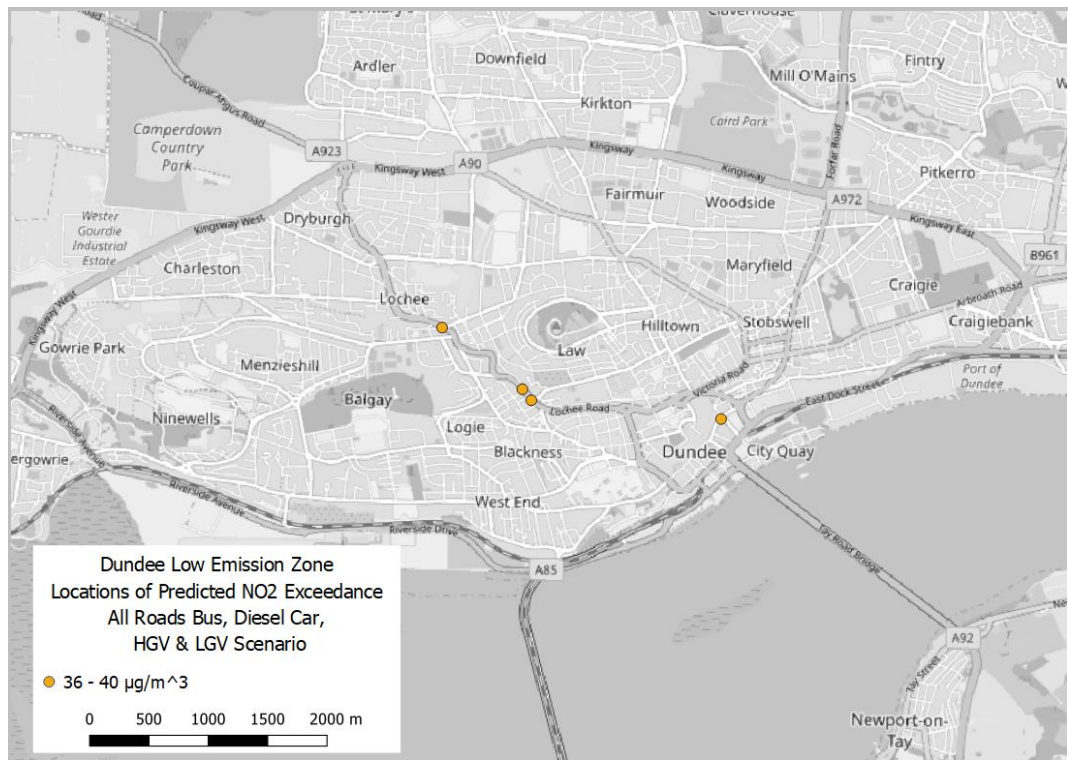 Claverhouse
Downfield
Ardler
Fintry
Mill O'Mains
Kirkton
Coupar Angus Road
Camperdown
Country
Park
Caird Park
Forfar Road
A923
A90
Kingsway
Kingsway West
Kingsway
Pitkerro
Fairmuir
Woodside
A972
Dryburgh
Kingsway West
Kingsway East
Wester
Gourdie
Industrial
Estate
Charleston
Maryfield
B961
Craigie
Arbroath Road
Lochee
Kingsway West
Hilltown
Stobswell
Craigiebank
Gowrie Park
Law
Menzieshill
Port of
Dundee
Victoria Road
East Dock Street
Balgay
Ninewells
Lochee Road
Logie
Riverside Avenue
Blackness
Dundee
City Quay
ergowrie
Riverside Avenue
West End
Riverside Drive
Tay Road Bridge
A85
Dundee Low Emission Zone
Locations of Predicted NO2 Exceedance
All Roads Bus, Diesel Car,
HGV & LGV Scenario
36 - 40 µg/m^3
0 500 1000 1500 2000 m
A92
Tay Street
Newport-on-
Tay